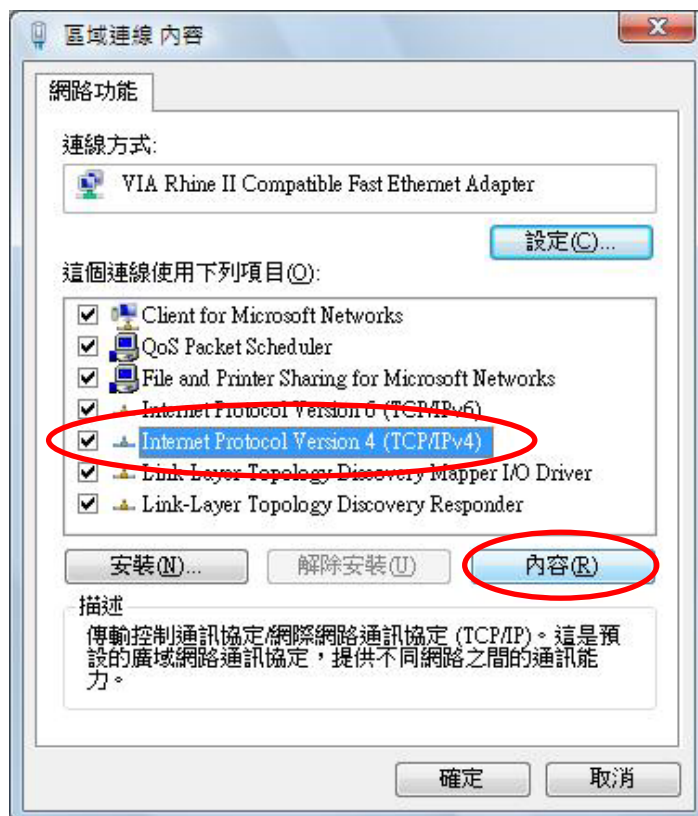 區域連線 內容
網路功能
連線方式:
VIA Rhine II Compatible Fast Ethernet Adapter
設定(C)...
這個連線使用下列項目(O):
Client for Microsoft Networks
QoS Packet Scheduler
File and Printer Sharing for Microsoft Networks
Internet Protocol Version 6 (TCP/IPv6)
Internet Protocol Version 4 (TCP/IPv4)
Link-Layer Topology Discovery Mapper I/O Driver
Link-Layer Topology Discovery Responder
安裝(N)... 解除安裝(U) 內容(R)
描述
傳輸控制通訊協定/網際網路通訊協定 (TCP/IP)。這是預
設的廣域網路通訊協定，提供不同網路之間的通訊能
力。
確定 取消